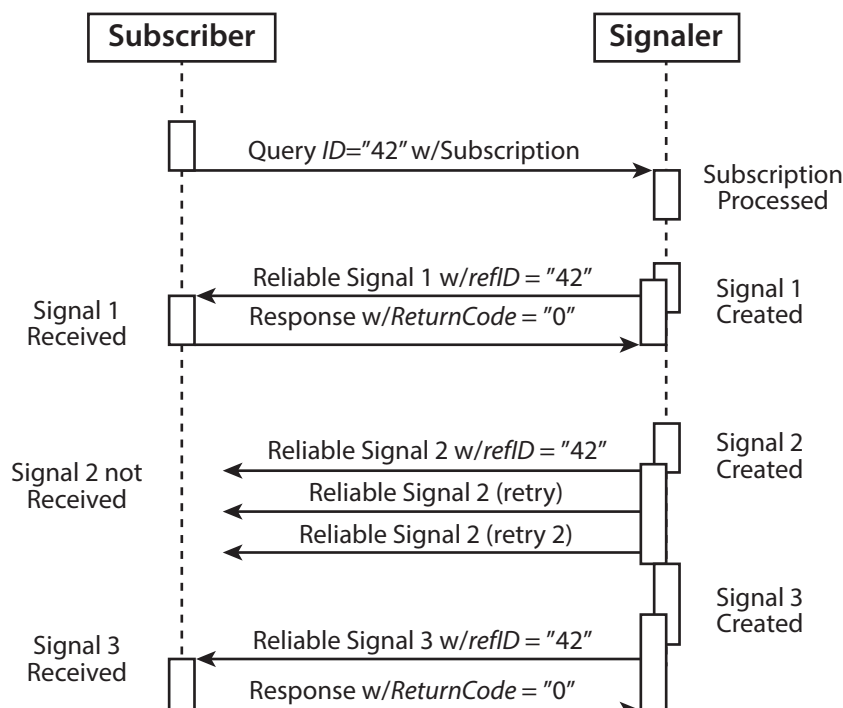 Subscriber
Signaler
Query ID=”42” w/Subscription
Subscription
Processed
Reliable Signal 1 w/refID = ”42”
Signal 1
Created
Signal 1
Received
Response w/ReturnCode = ”0”
Reliable Signal 2 w/refID = ”42”
Signal 2
Created
Signal 2 not
Received
Reliable Signal 2 (retry)
Reliable Signal 2 (retry 2)
Signal 3
Created
Reliable Signal 3 w/refID = ”42”
Signal 3
Received
Response w/ReturnCode = ”0”